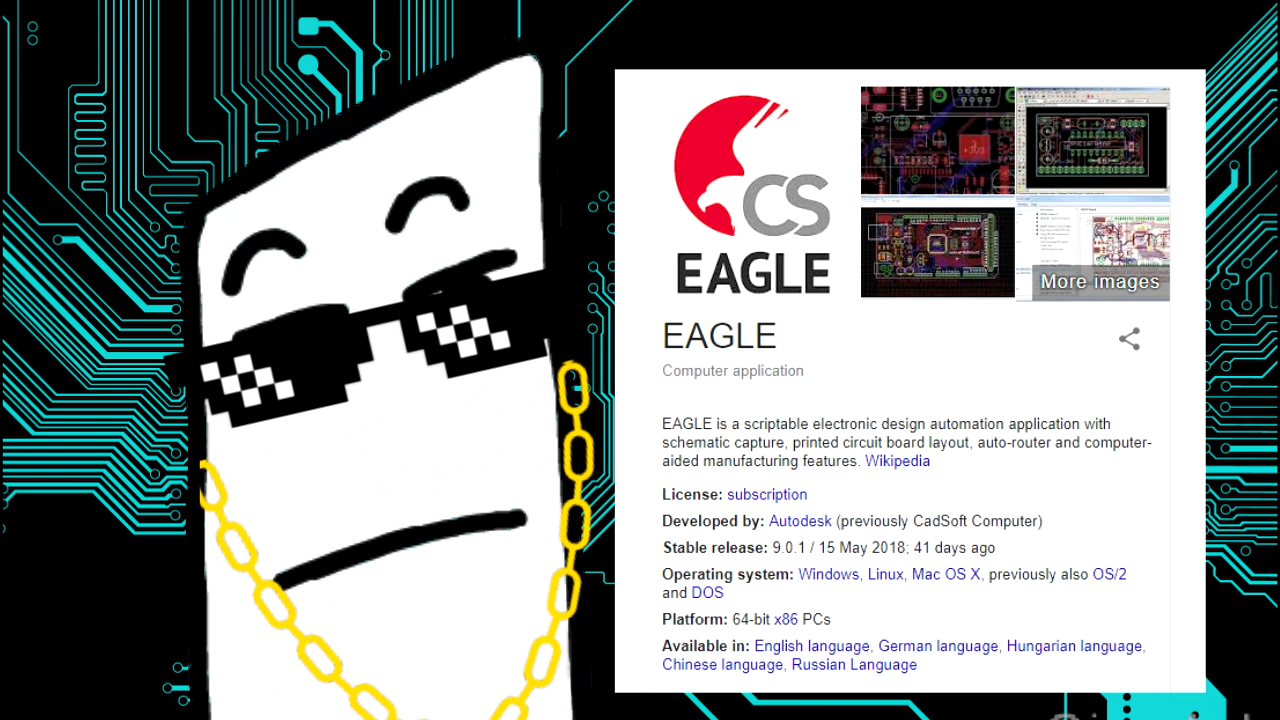 CS
EAGLE
More images
EAGLE
Computer application
EAGLE is a scriptable electronic design automation application with
schematic capture, printed circuit board layout, auto-router and computer-
aided manufacturing features. Wikipedia
License: subscription
Developed by: Autodesk (previously CadSoft Computer)
Stable release: 9.0.1 / 15 May 2018; 41 days ago
Operating system: Windows, Linux, Mac OS X, previously also OS/2
and DOS
Platform: 64-bit x86 PCs
Available in: English language, German language, Hungarian language,
Chinese language, Russian Language